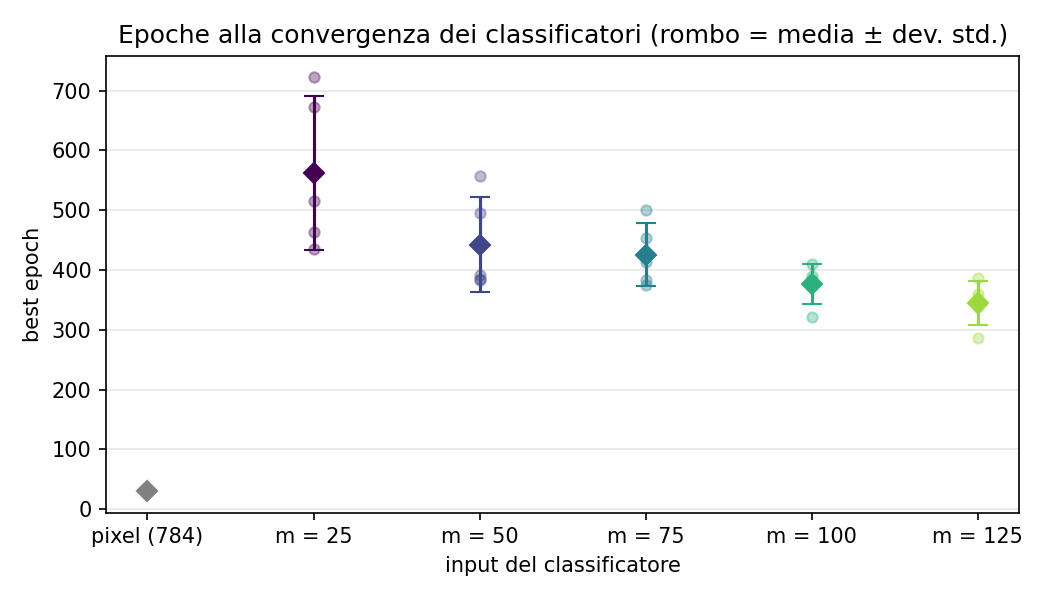 Epoche alla convergenza dei classificatori (rombo = media ± dev. std.)
best epoch
700
600
500
400
300
200
100
0
pixel (784) m = 25 m = 50 m = 75 m = 100 m = 125
input del classificatore